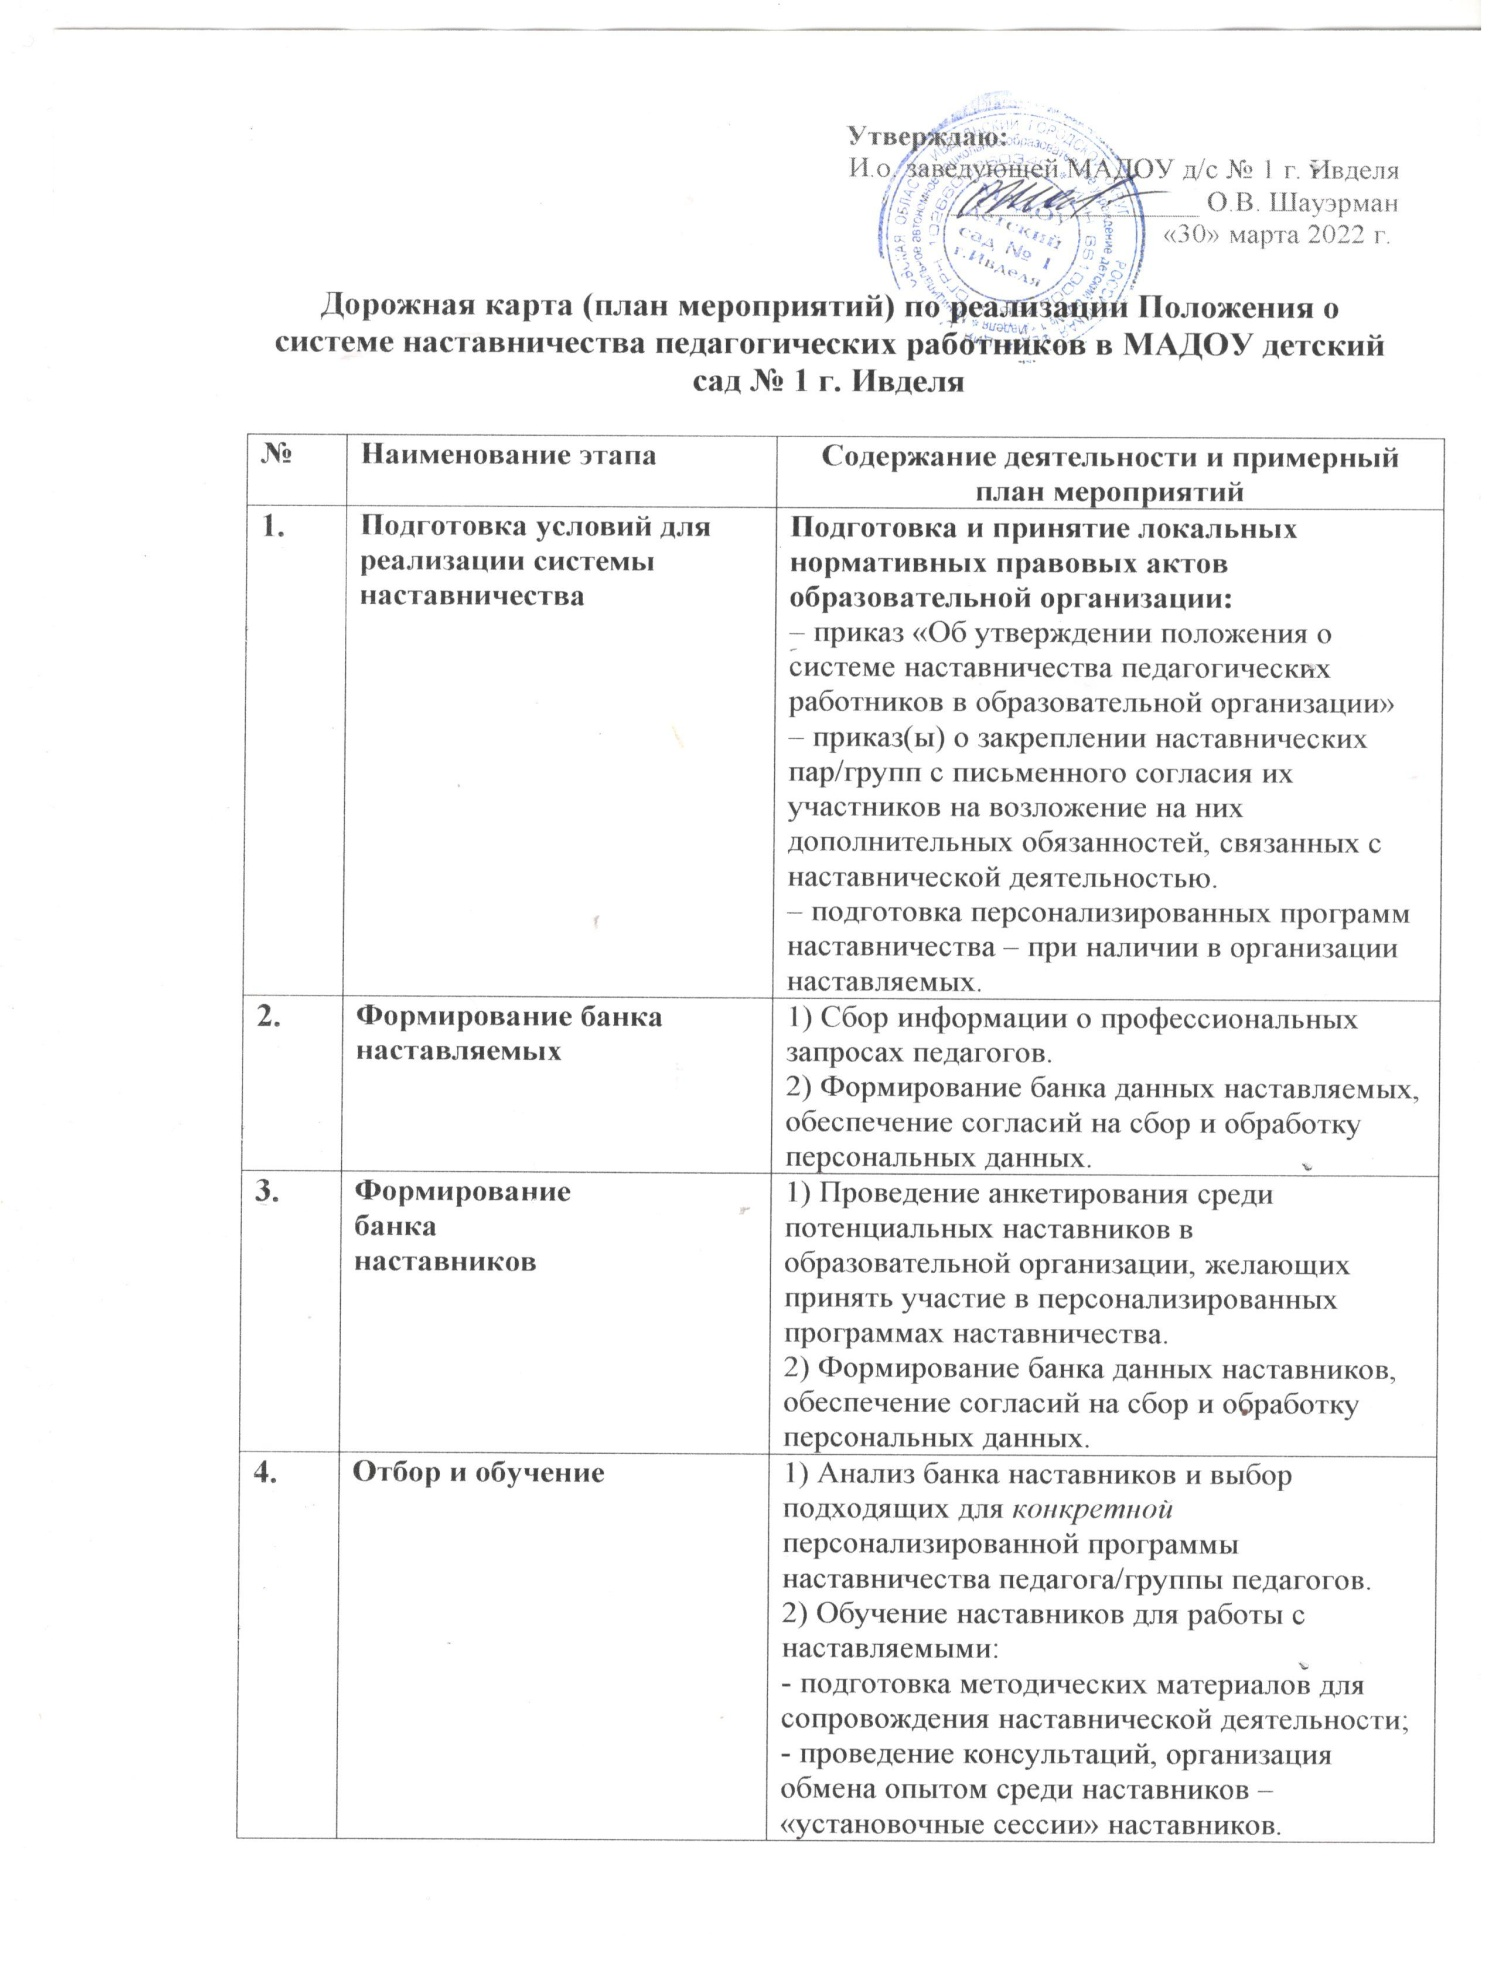 Утверждаю:
И.о. заведующей МАДОУ д/с № 1 г. Ивделя
О.В. Шауэрман
«30» марта 2022 г.
детский
сад № 1
г.Ивделя
Дорожная карта (план мероприятий) по реализации Положения о
системе наставничества педагогических работников в МАДОУ детский
сад № 1 г. Ивделя
№
Наименование этапа
Содержание деятельности и примерный
план мероприятий
1.
Подготовка условий для
реализации системы
наставничества
Подготовка и принятие локальных
нормативных правовых актов
образовательной организации:
– приказ «Об утверждении положения о
системе наставничества педагогических
работников в образовательной организации»
– приказ(ы) о закреплении наставнических
пар/групп с письменного согласия их
участников на возложение на них
дополнительных обязанностей, связанных с
наставнической деятельностью.
– подготовка персонализированных программ
наставничества – при наличии в организации
наставляемых.
2.
Формирование банка
наставляемых
1) Сбор информации о профессиональных
запросах педагогов.
2) Формирование банка данных наставляемых,
обеспечение согласий на сбор и обработку
персональных данных.
3.
Формирование
банка
наставников
1) Проведение анкетирования среди
потенциальных наставников в
образовательной организации, желающих
принять участие в персонализированных
программах наставничества.
2) Формирование банка данных наставников,
обеспечение согласий на сбор и обработку
персональных данных.
4.
Отбор и обучение
1) Анализ банка наставников и выбор
подходящих для конкретной
персонализированной программы
наставничества педагога/группы педагогов.
2) Обучение наставников для работы с
наставляемыми:
- подготовка методических материалов для
сопровождения наставнической деятельности;
- проведение консультаций, организация
обмена опытом среди наставников –
«установочные сессии» наставников.